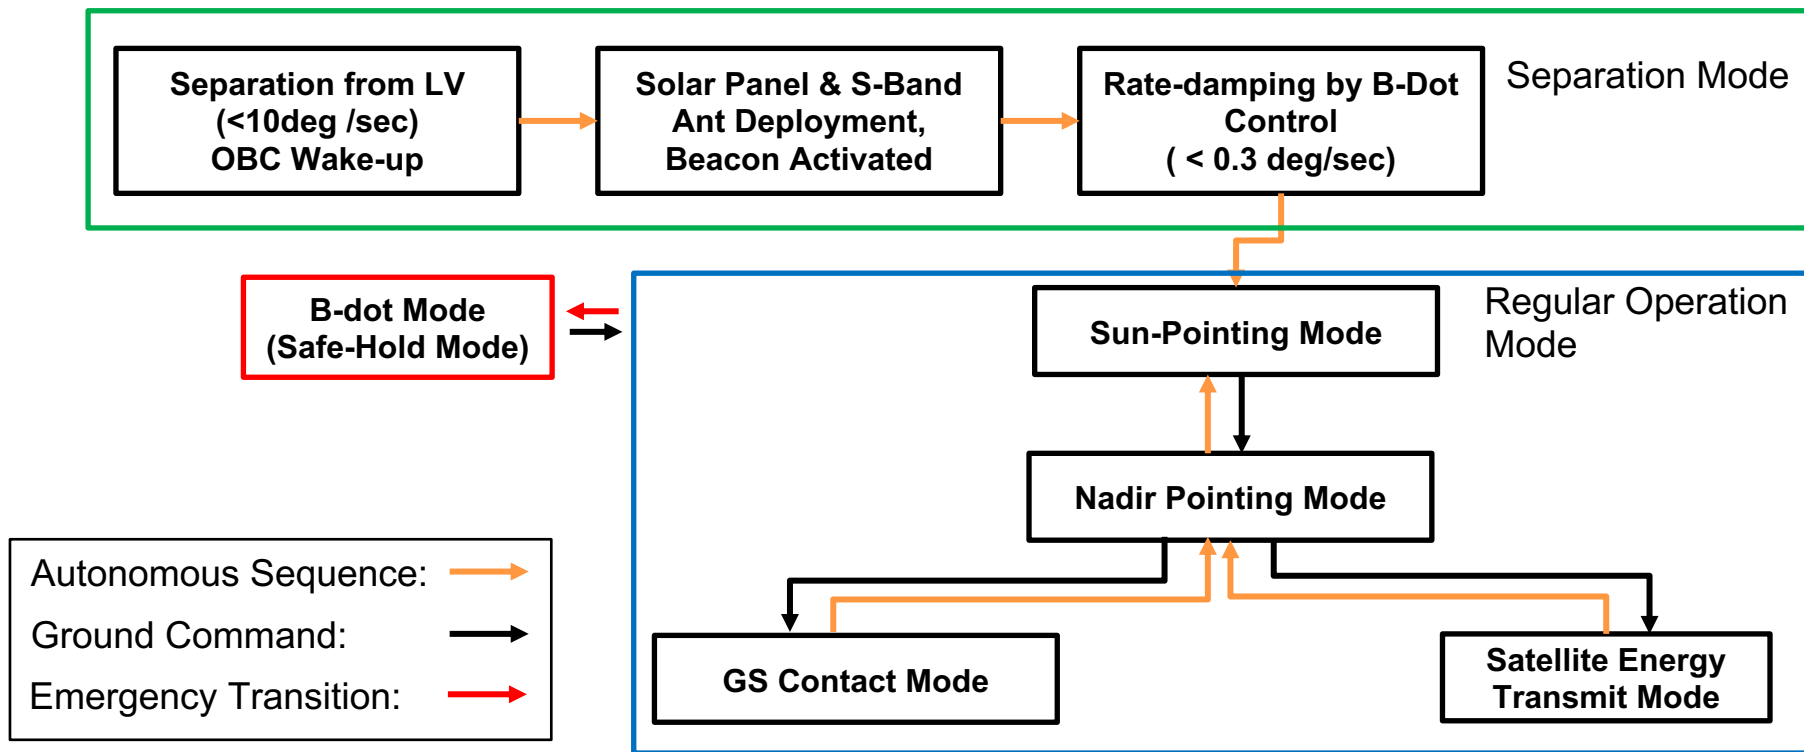 Separation from LV
(<10deg /sec)
OBC Wake-up
Solar Panel & S-Band
Ant Deployment,
Beacon Activated
Rate-damping by B-Dot
Control
( < 0.3 deg/sec)
Separation Mode
B-dot Mode
(Safe-Hold Mode)
Sun-Pointing Mode
Regular Operation
Mode
Nadir Pointing Mode
Autonomous Sequence:
Ground Command:
Emergency Transition:
GS Contact Mode
Satellite Energy
Transmit Mode